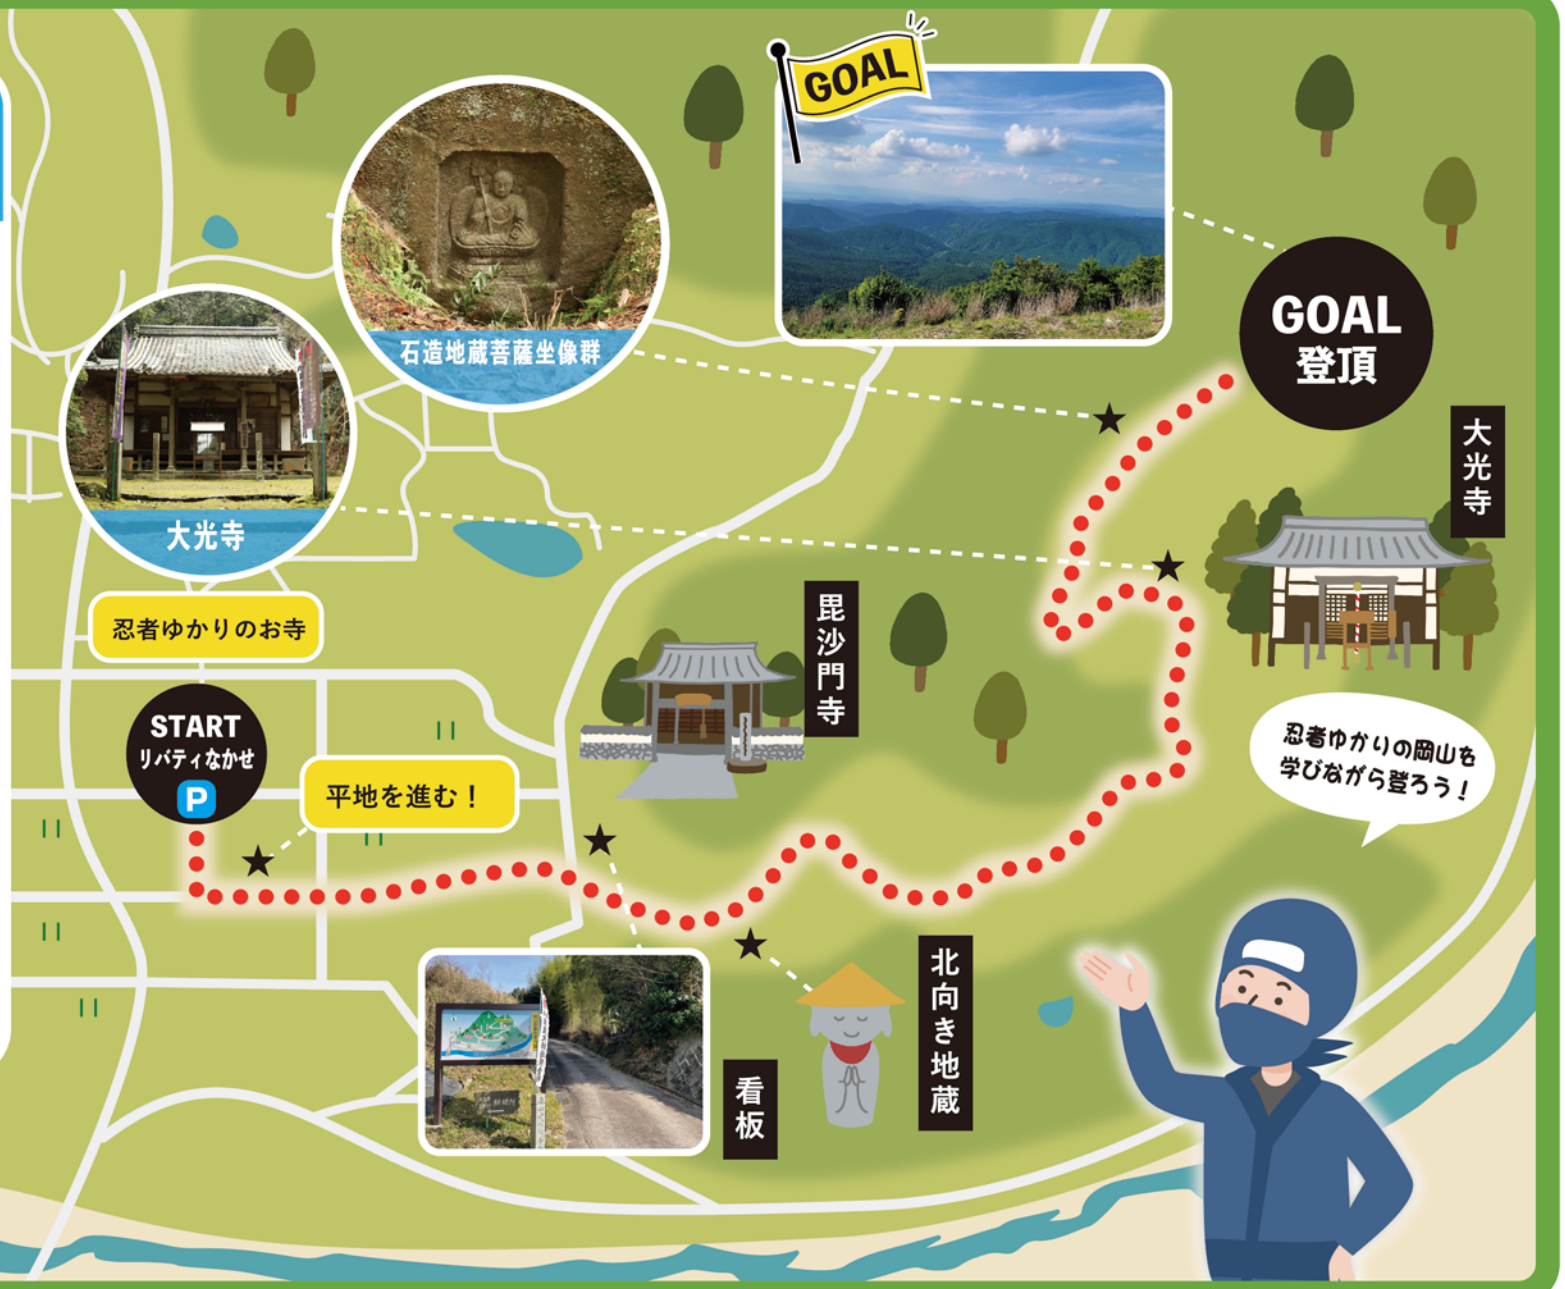 GOAL
石造地蔵菩薩坐像群
GOAL
登頂
大光寺
大光寺
忍者ゆかりのお寺
毘沙門寺
START
リバティなかせ
P
平地を進む！
忍者ゆかりの岡山を
学びながら登ろう！
北向き地蔵
看板